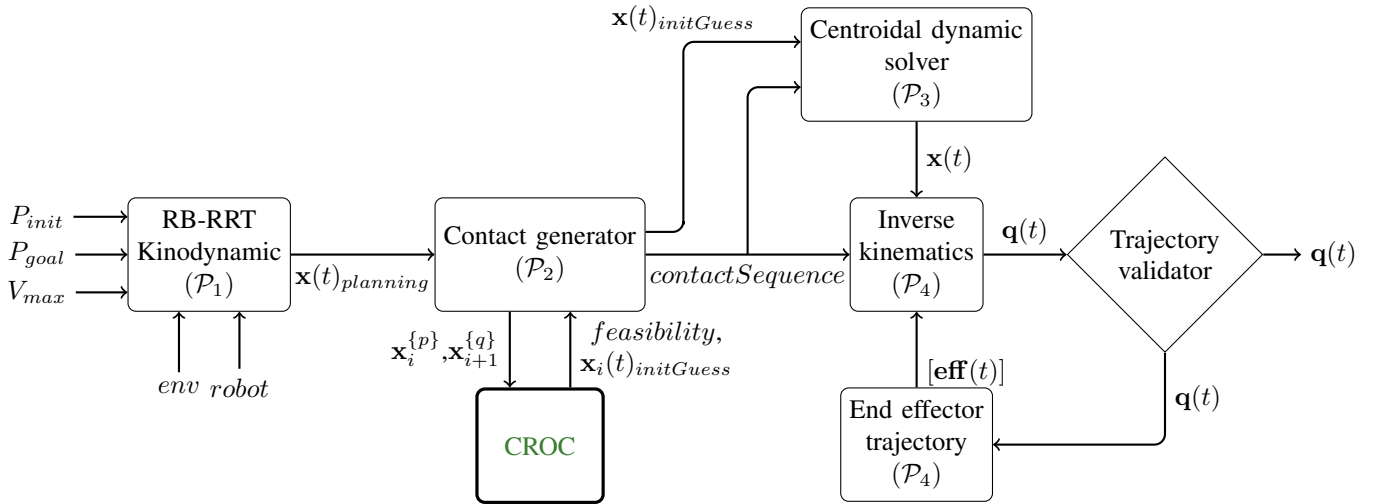 𝐱(t)_{initGuess}
Centroidal dynamic
solver
(𝒫₃)
𝐱(t)
P_{init}
P_{goal}
V_{max}
RB-RRT
Kinodynamic
(𝒫₁)
env robot
𝐱(t)_{planning}
Contact generator
(𝒫₂)
contactSequence
𝐱_i^{\{p\}},𝐱_{i+1}^{\{q\}}
feasibility,
𝐱_i(t)_{initGuess}
CROC
Inverse
kinematics
(𝒫₄)
𝐪(t)
Trajectory
validator
𝐪(t)
𝐪(t)
[𝐞𝐟𝐟(t)]
End effector
trajectory
(𝒫₄)